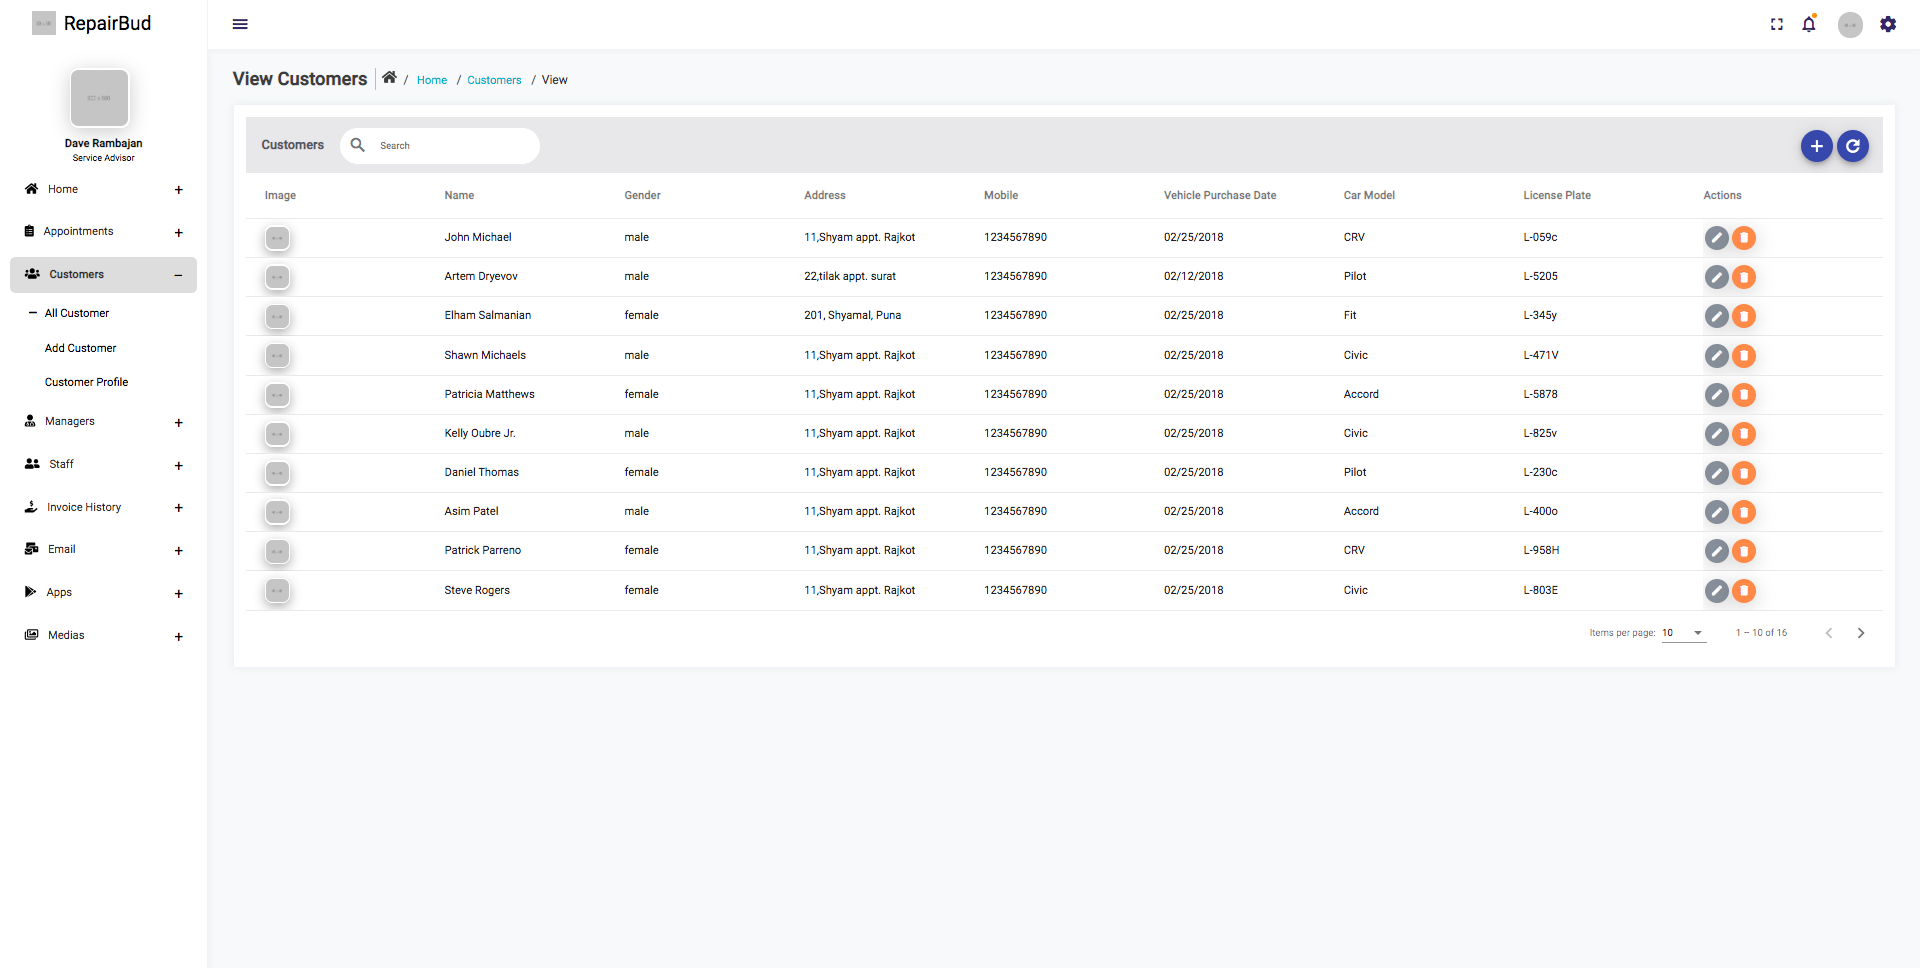 RepairBud
Dave Rambajan
Service Advisor
Home +
Appointments +
Customers −
− All Customer
Add Customer
Customer Profile
Managers +
Staff +
Invoice History +
Email +
Apps +
Medias +
View Customers / Home / Customers / View
Customers Search
Image Name Gender Address Mobile Vehicle Purchase Date Car Model License Plate Actions
John Michael male 11,Shyam appt. Rajkot 1234567890 02/25/2018 CRV L-059c
Artem Dryevov male 22,tilak appt. surat 1234567890 02/12/2018 Pilot L-5205
Elham Salmanian female 201, Shyamal, Puna 1234567890 02/25/2018 Fit L-345y
Shawn Michaels male 11,Shyam appt. Rajkot 1234567890 02/25/2018 Civic L-471V
Patricia Matthews female 11,Shyam appt. Rajkot 1234567890 02/25/2018 Accord L-5878
Kelly Oubre Jr. male 11,Shyam appt. Rajkot 1234567890 02/25/2018 Civic L-825v
Daniel Thomas female 11,Shyam appt. Rajkot 1234567890 02/25/2018 Pilot L-230c
Asim Patel male 11,Shyam appt. Rajkot 1234567890 02/25/2018 Accord L-400o
Patrick Parreno female 11,Shyam appt. Rajkot 1234567890 02/25/2018 CRV L-958H
Steve Rogers female 11,Shyam appt. Rajkot 1234567890 02/25/2018 Civic L-803E
Items per page: 10 1 – 10 of 16